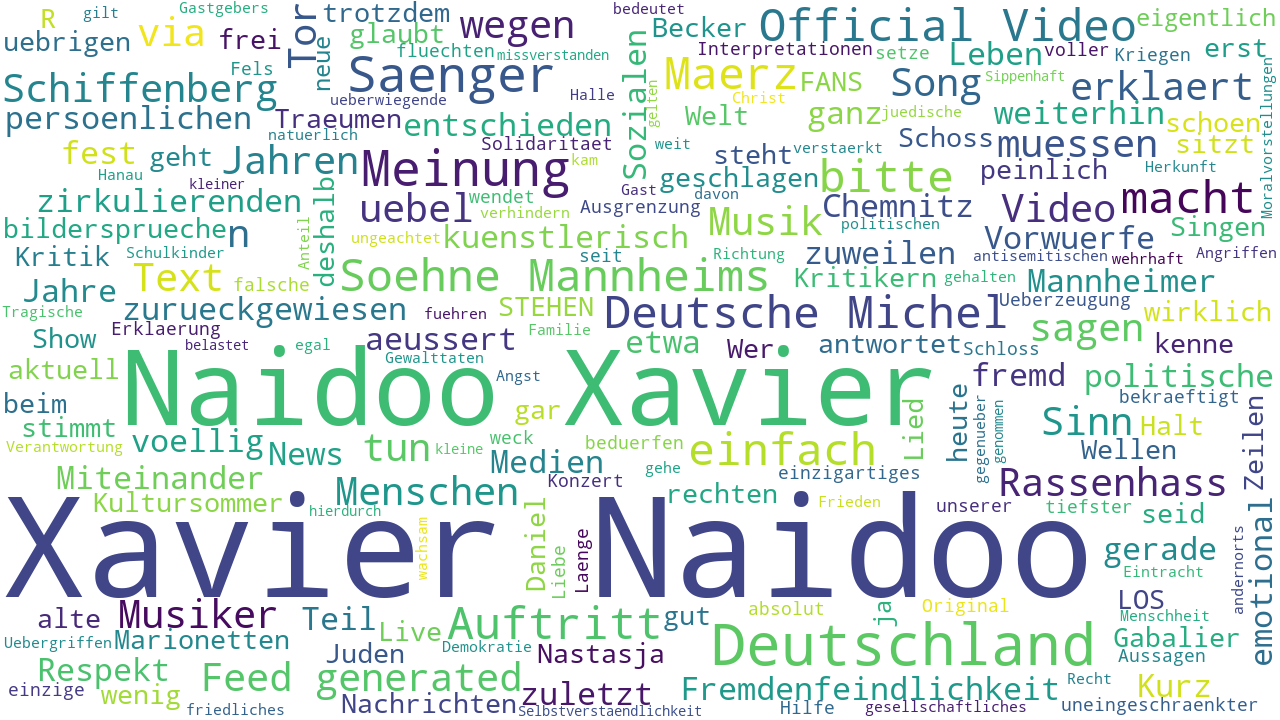 gilt Gastgebers bedeutet
R via frei Tor trotzdem wegen Becker Official Video eigentlich
uebrigen glaubt Interpretationen setze Leben voller Kriegen erst
fluechten missverstanden
Fels neue Saenger Sozialen Maerz FANS Song Sippenhaft erklaert
Schiffenberg ueberwiegende Halle gelten Christ Moralvorstellungen
persoenlichen Traeumen entschieden Welt ganz juedische weiterhin schoen
natuerlich Solidaritaet weit Schoss muessen sitzt
fest geht Jahren Meinung kam steht verstaerkt peinlich Herkunft
Hanau kleiner Gast geschlagen bitte
zirkulierenden deshalb uebel wendet davon Chemnitz Video macht
verhindern Ausgrenzung Musik politischen
bildersprueche n Anteil ungeachtet kuenstlerisch Vorwuerfe Singen
Kritik Schulkinder seit Richtung zuweilen antisemitischen wehrhaft Angriffen
Text falsche Soehne Mannheims Kritikern gehalten Mannheimer
Jahre
Tragische zurueckgewiesen fuehren STEHEN Deutsche Michel Ueberzeugung wirklich
Show Erklaerung aeussert Familie etwa Wer antwortet Schloss sagen kenne
belastet egal Gewalttaten
aktuell Naidoo Xavier Angst fremd politische
beim gar heute gegenueber genommen bekraeftigt
stimmt Lied Sinn Halt
Verantwortung voellig News tun kleine weck beduerfen einfach Wellen Zeilen
Miteinander Medien gehe einzigartiges
Kultursommer Menschen Konzert rechten Rassenhass
hierdurch Frieden unserer tiefster seid
Xavier Naidoo wachsam Daniel Liebe Laenge gerade emotional
Eintracht andernorts
alte Musiker Teil Live Auftritt gut absolut ja Original LOS
Menschheit
Uebergriffen Marionetten Juden Demokratie Nastasja Deutschland Gabalier
Respekt Feed generated Aussagen
einzige wenig Nachrichten zuletzt Fremdenfeindlichkeit Recht Kurz
friedliches Selbstverstaendlichkeit Hilfe gesellschaftliches uneingeschraenkter